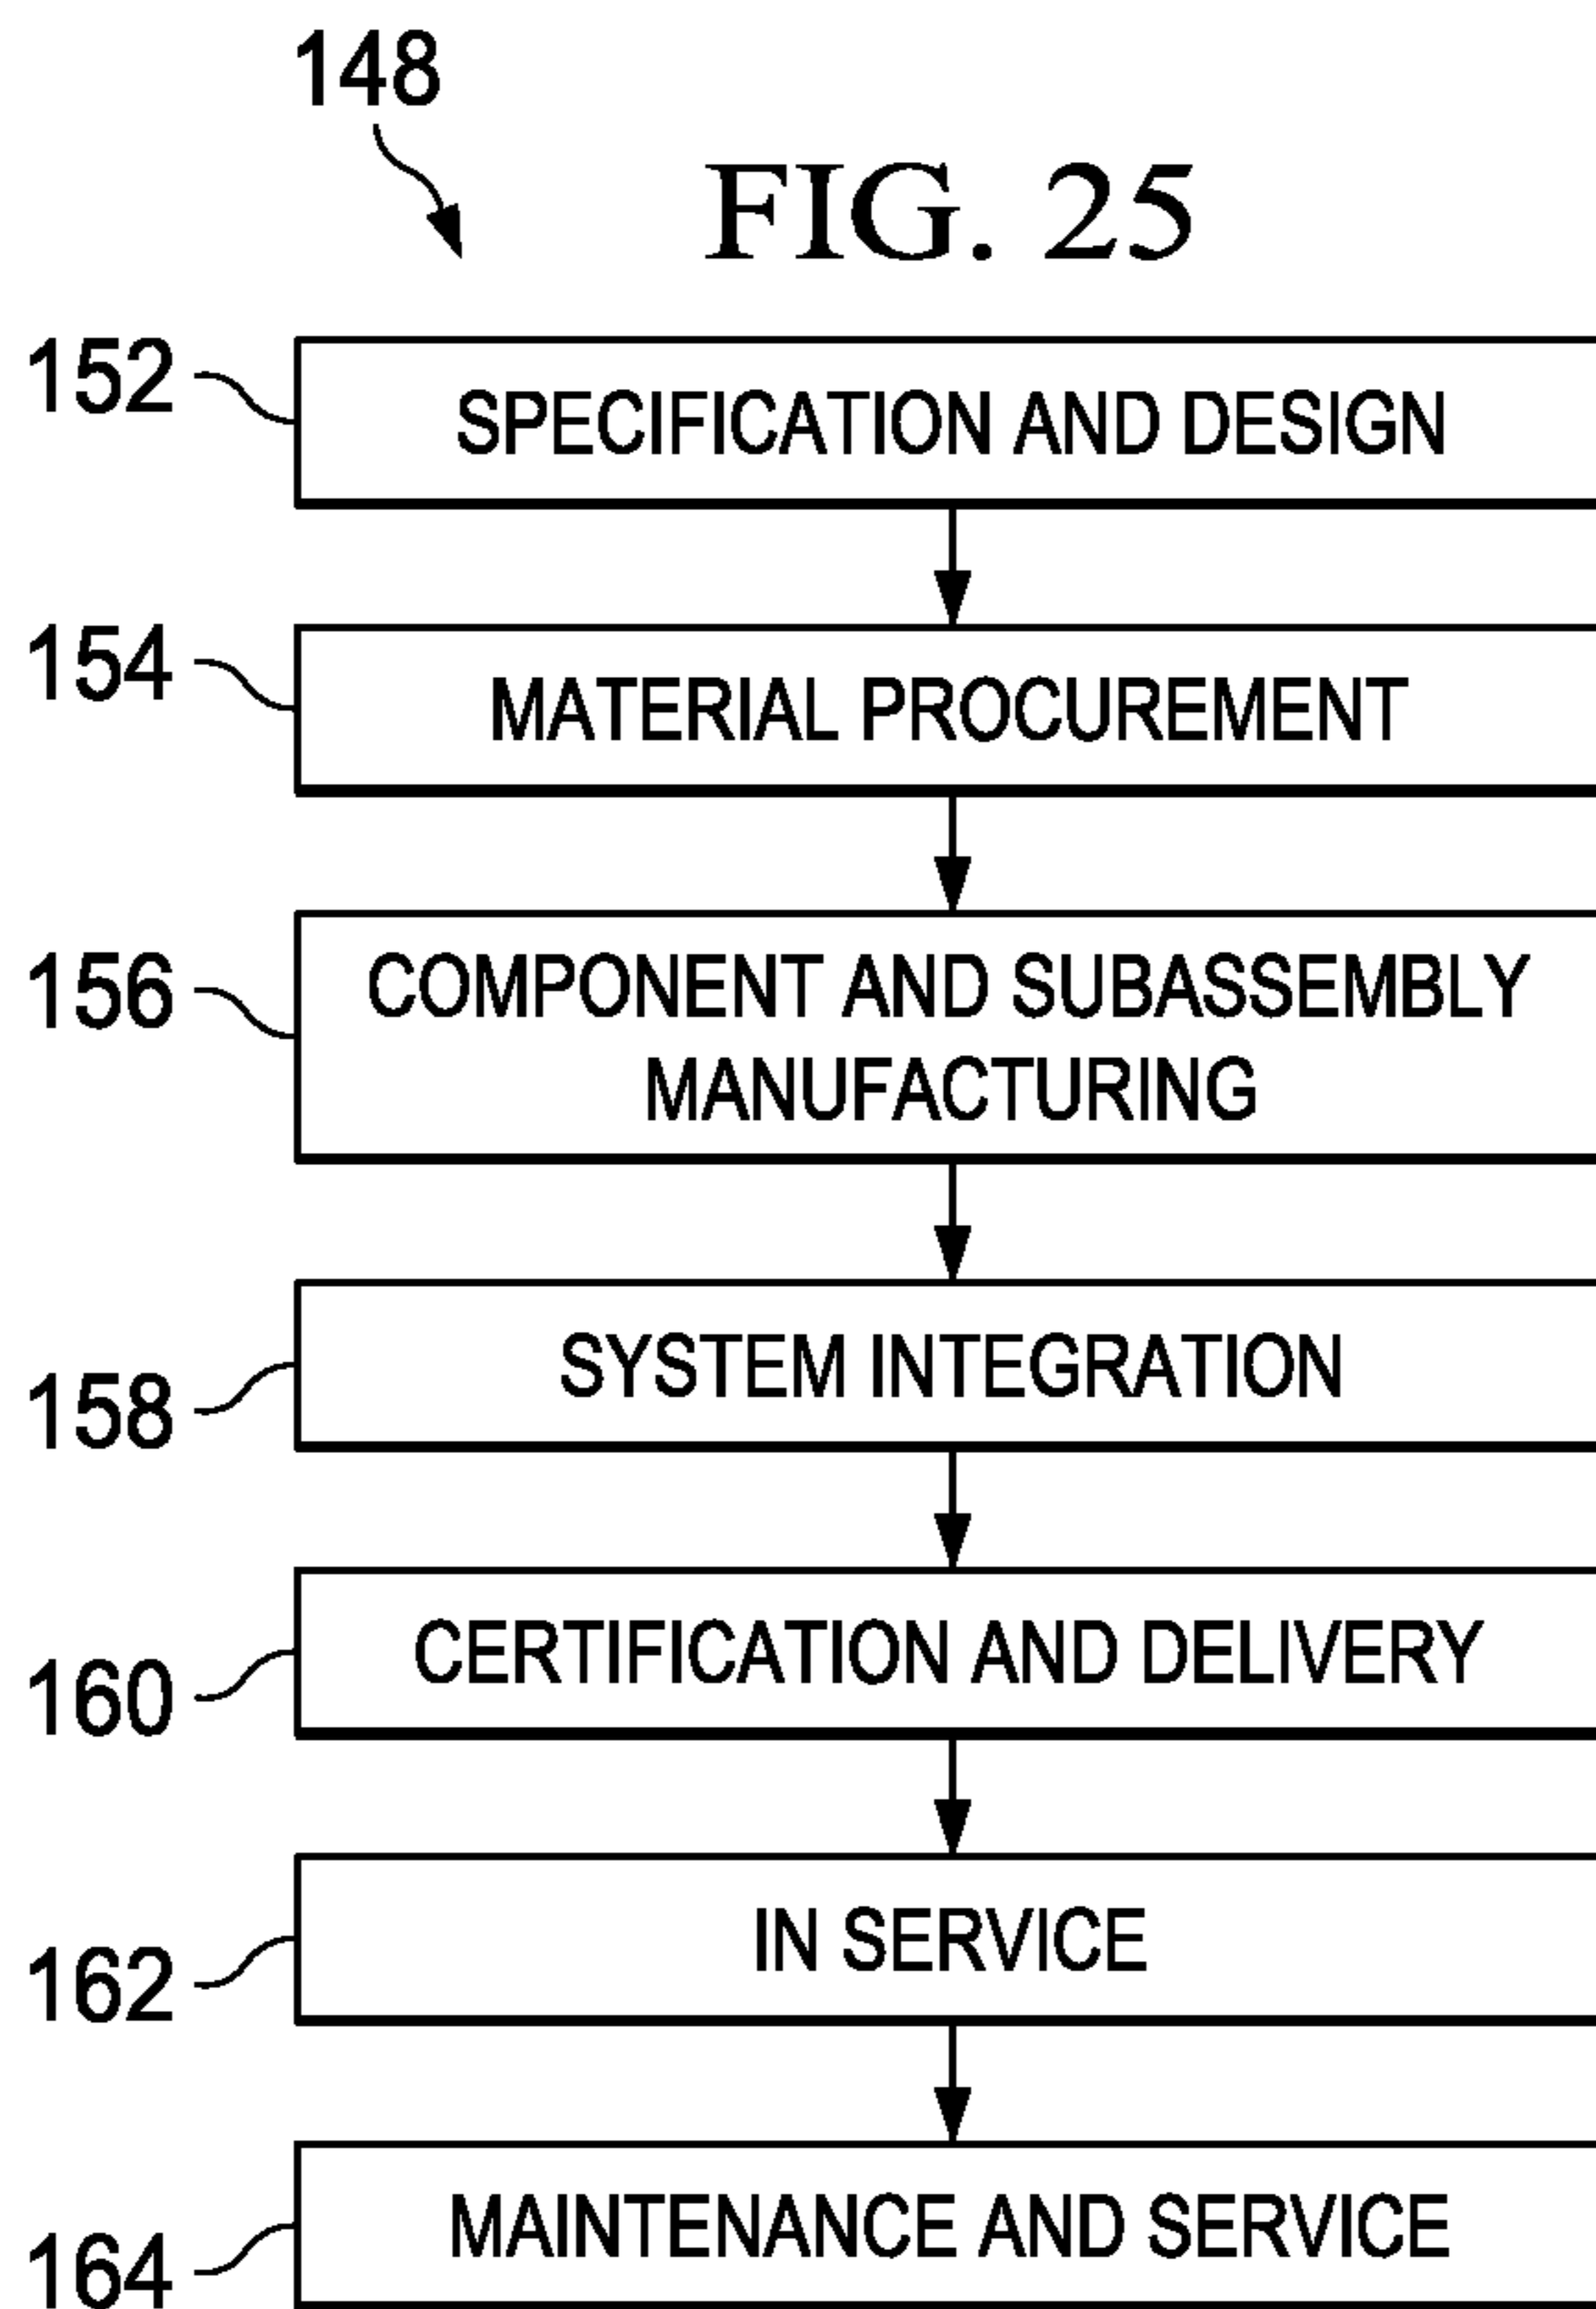 148
FIG. 25
152
SPECIFICATION AND DESIGN
154
MATERIAL PROCUREMENT
156
COMPONENT AND SUBASSEMBLY
MANUFACTURING
158
SYSTEM INTEGRATION
160
CERTIFICATION AND DELIVERY
162
IN SERVICE
164
MAINTENANCE AND SERVICE